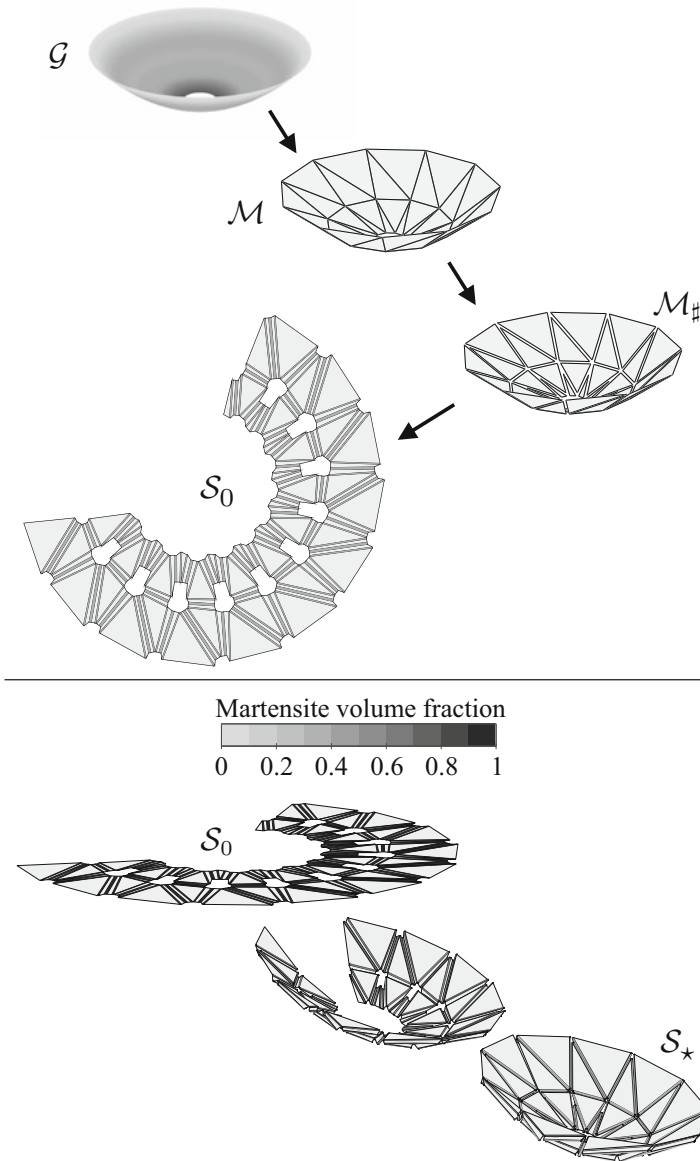 𝒢
ℳ
ℳ♯
𝒮0
Martensite volume fraction
0 0.2 0.4 0.6 0.8 1
𝒮0
𝒮⋆